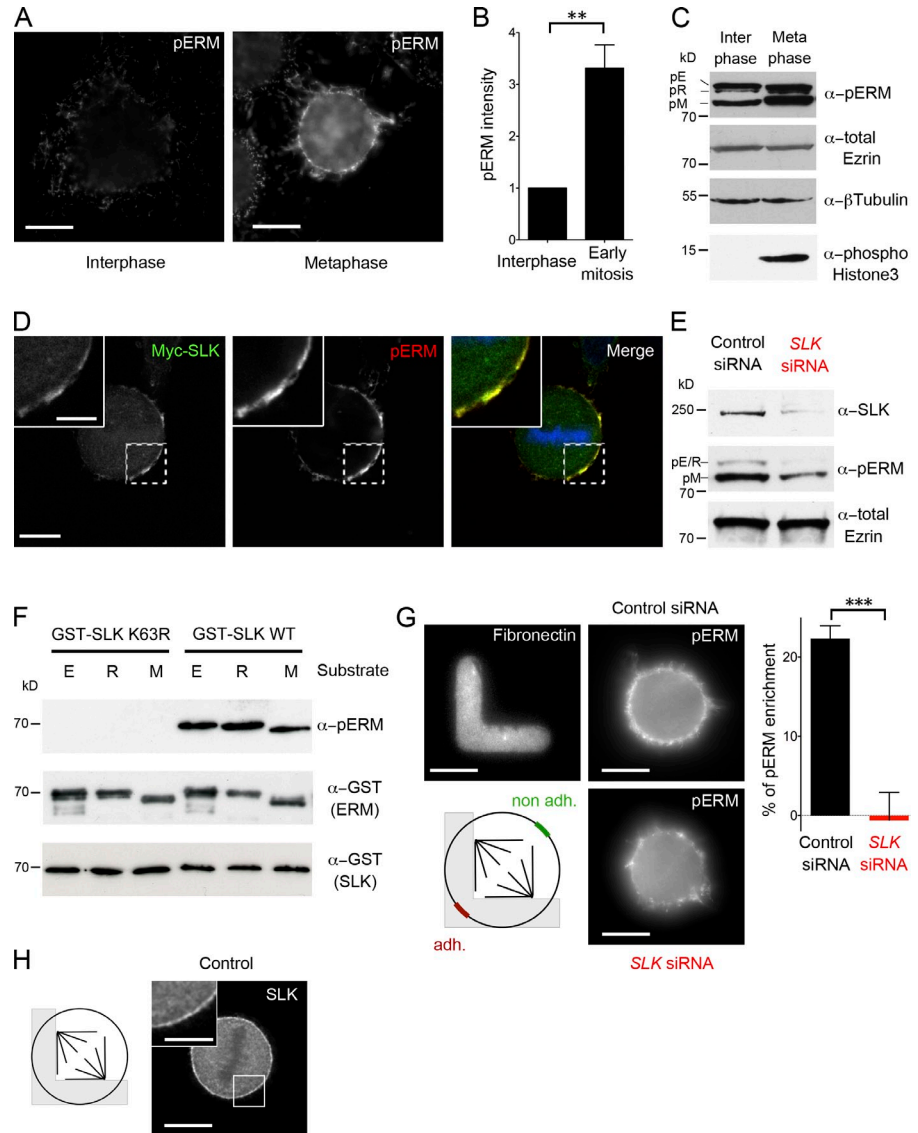 A
pERM
pERM
Interphase
Metaphase
B
**
pERM intensity
4
3
2
1
0
Interphase
Early
mitosis
C
kD
Inter
phase
Meta
phase
pE
pR
pM
70
α-pERM
70
α-total
Ezrin
55
α-βTubulin
15
α-phospho
Histone3
D
Myc-SLK
pERM
Merge
E
Control
siRNA
SLK
siRNA
kD
250
α-SLK
pE/R
pM
70
α-pERM
70
α-total
Ezrin
F
GST-SLK K63R
GST-SLK WT
kD
E
R
M
E
R
M
Substrate
70
α-pERM
70
α-GST
(ERM)
70
α-GST
(SLK)
G
Fibronectin
Control siRNA
pERM
non adh.
adh.
pERM
SLK siRNA
***
% of pERM enrichment
20
10
0
Control
siRNA
SLK
siRNA
H
Control
SLK